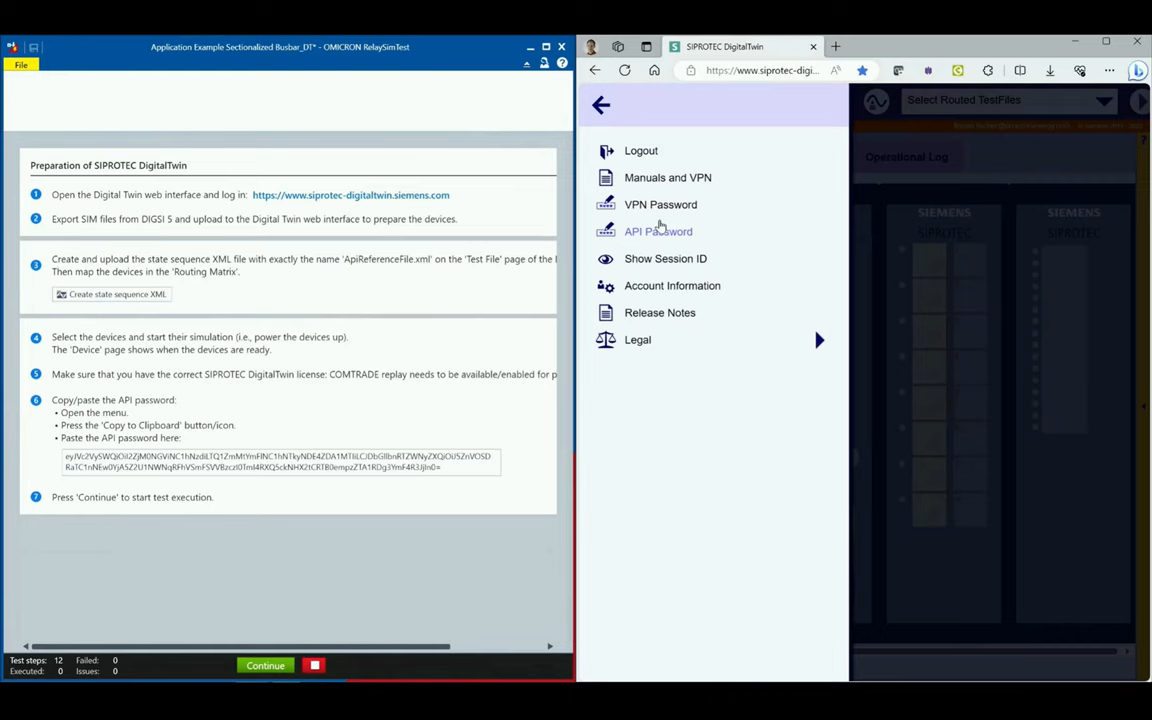 Application Example Sectionalized Busbar_DT* - OMICRON RelaySimTest
File
Preparation of SIPROTEC DigitalTwin
1 Open the Digital Twin web interface and log in: https://www.siprotec-digitaltwin.siemens.com
2 Export SIM files from DIGSI 5 and upload to the Digital Twin web interface to prepare the devices.
3 Create and upload the state sequence XML file with exactly the name 'ApiReferenceFile.xml' on the 'Test File' page of the
Then map the devices in the 'Routing Matrix'.
Create state sequence XML
4 Select the devices and start their simulation (i.e., power the devices up).
The 'Device' page shows when the devices are ready.
5 Make sure that you have the correct SIPROTEC DigitalTwin license: COMTRADE replay needs to be available/enabled for p
6 Copy/paste the API password:
• Open the menu.
• Press the 'Copy to Clipboard' button/icon.
• Paste the API password here:
7 Press 'Continue' to start test execution.
Test steps: 12 Failed: 0
Executed: 0 Issues: 0
Continue
SIPROTEC DigitalTwin
https://www.siprotec-digi...
Logout
Manuals and VPN
VPN Password
API Password
Show Session ID
Account Information
Release Notes
Legal
Select Routed TestFiles
Operational Log
SIEMENS
SIPROTEC
SIEMENS
SIPROTEC